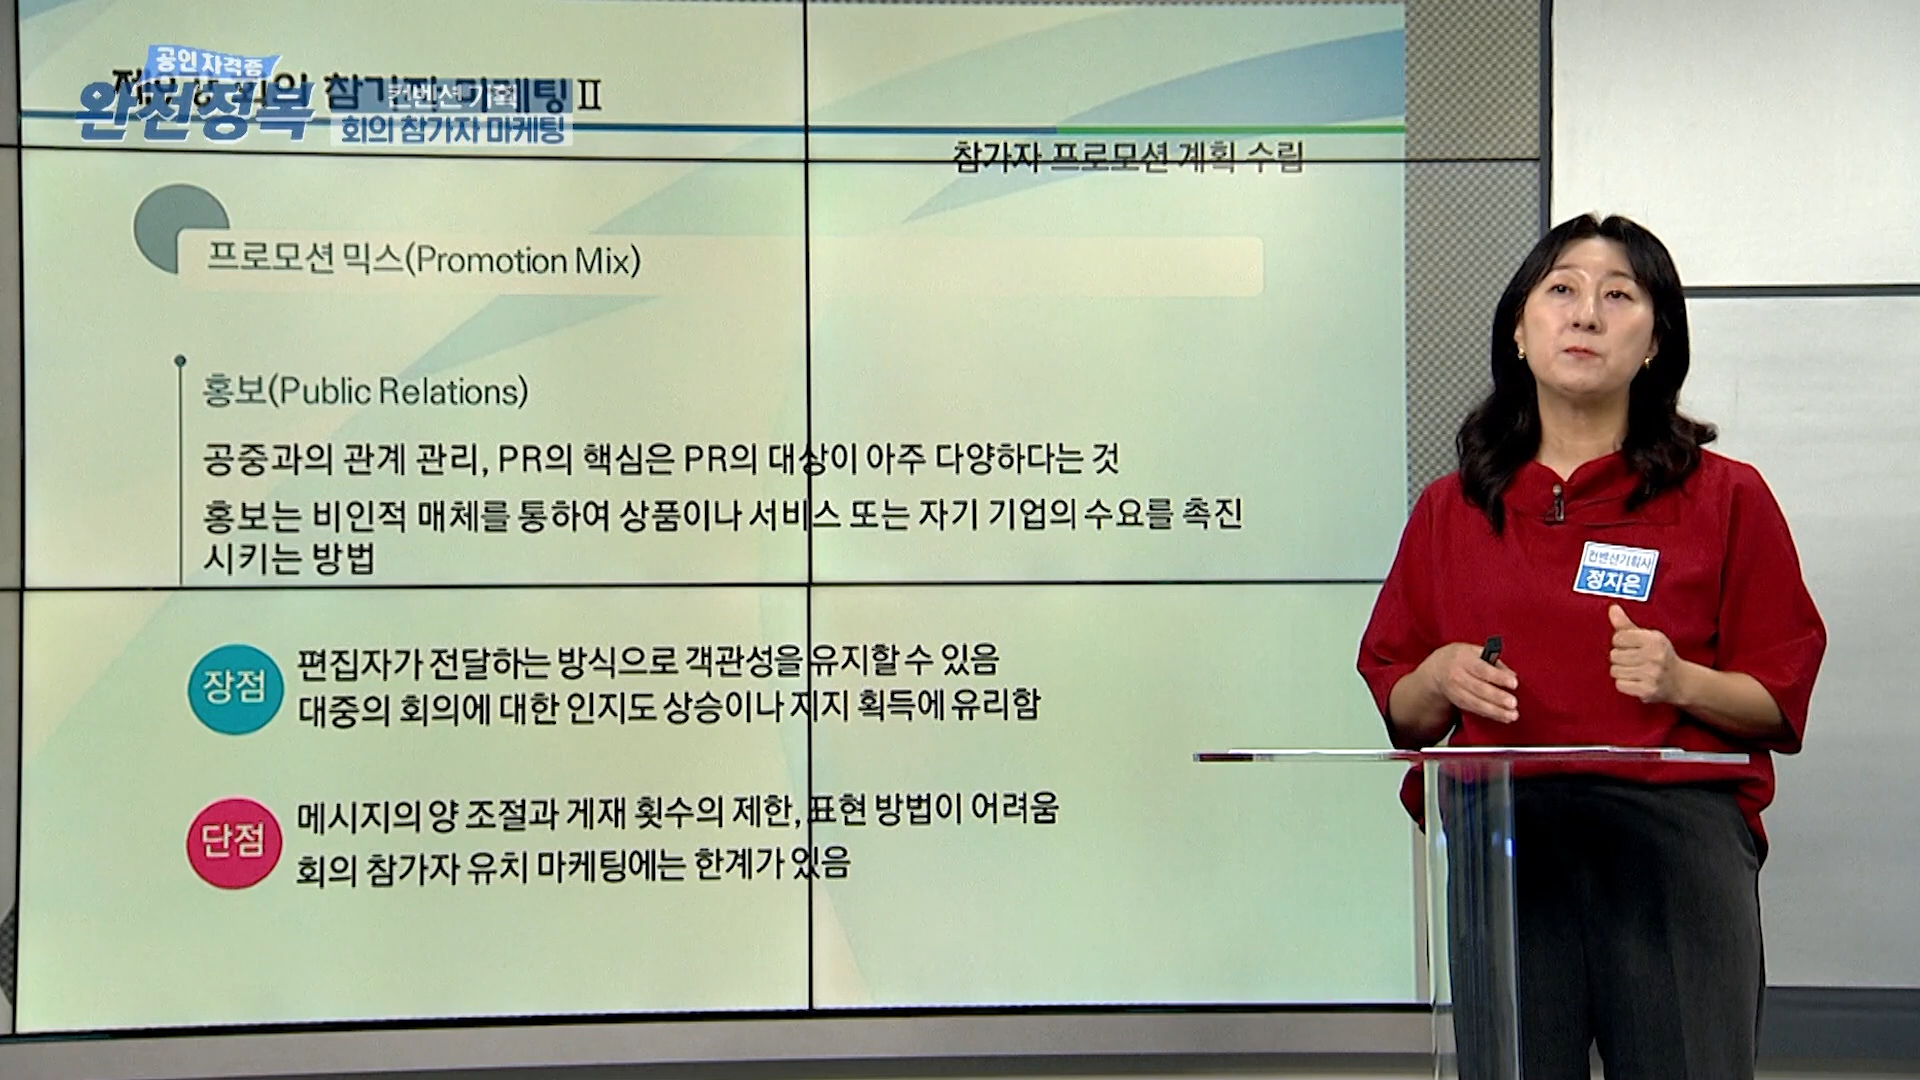 공인 자격증
완전정복
컨벤션 기획
회의 참가자 마케팅
마케팅 II
참가자 프로모션 계획 수립
프로모션 믹스(Promotion Mix)
홍보(Public Relations)
공중과의 관계 관리, PR의 핵심은 PR의 대상이 아주 다양하다는 것
홍보는 비인적 매체를 통하여 상품이나 서비스 또는 자기 기업의 수요를 촉진
시키는 방법
장점
편집자가 전달하는 방식으로 객관성을 유지할 수 있음
대중의 회의에 대한 인지도 상승이나 지지 획득에 유리함
단점
메시지의 양 조절과 게재 횟수의 제한, 표현 방법이 어려움
회의 참가자 유치 마케팅에는 한계가 있음
컨벤션기획사
정지은